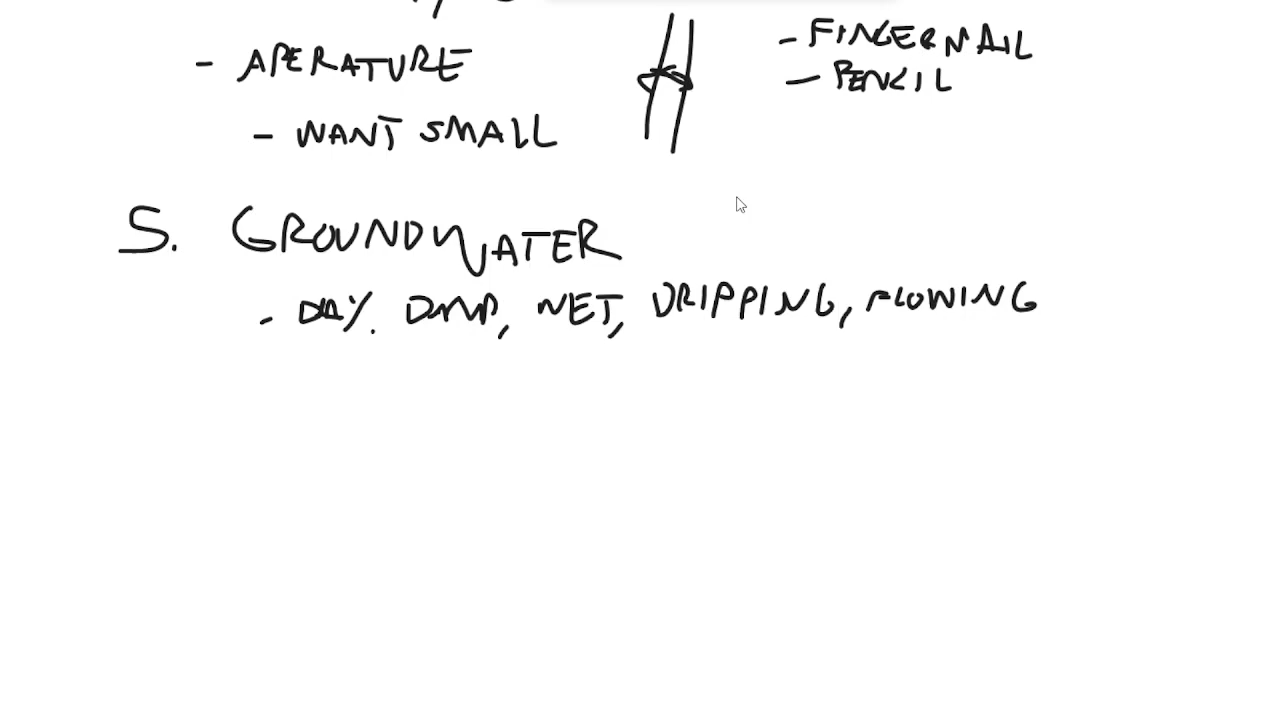 - APERATURE
- FINGERNAIL
- PENCIL
- WANT SMALL
5. GROUNDWATER
- DRY. DAMP, WET, DRIPPING, FLOWING